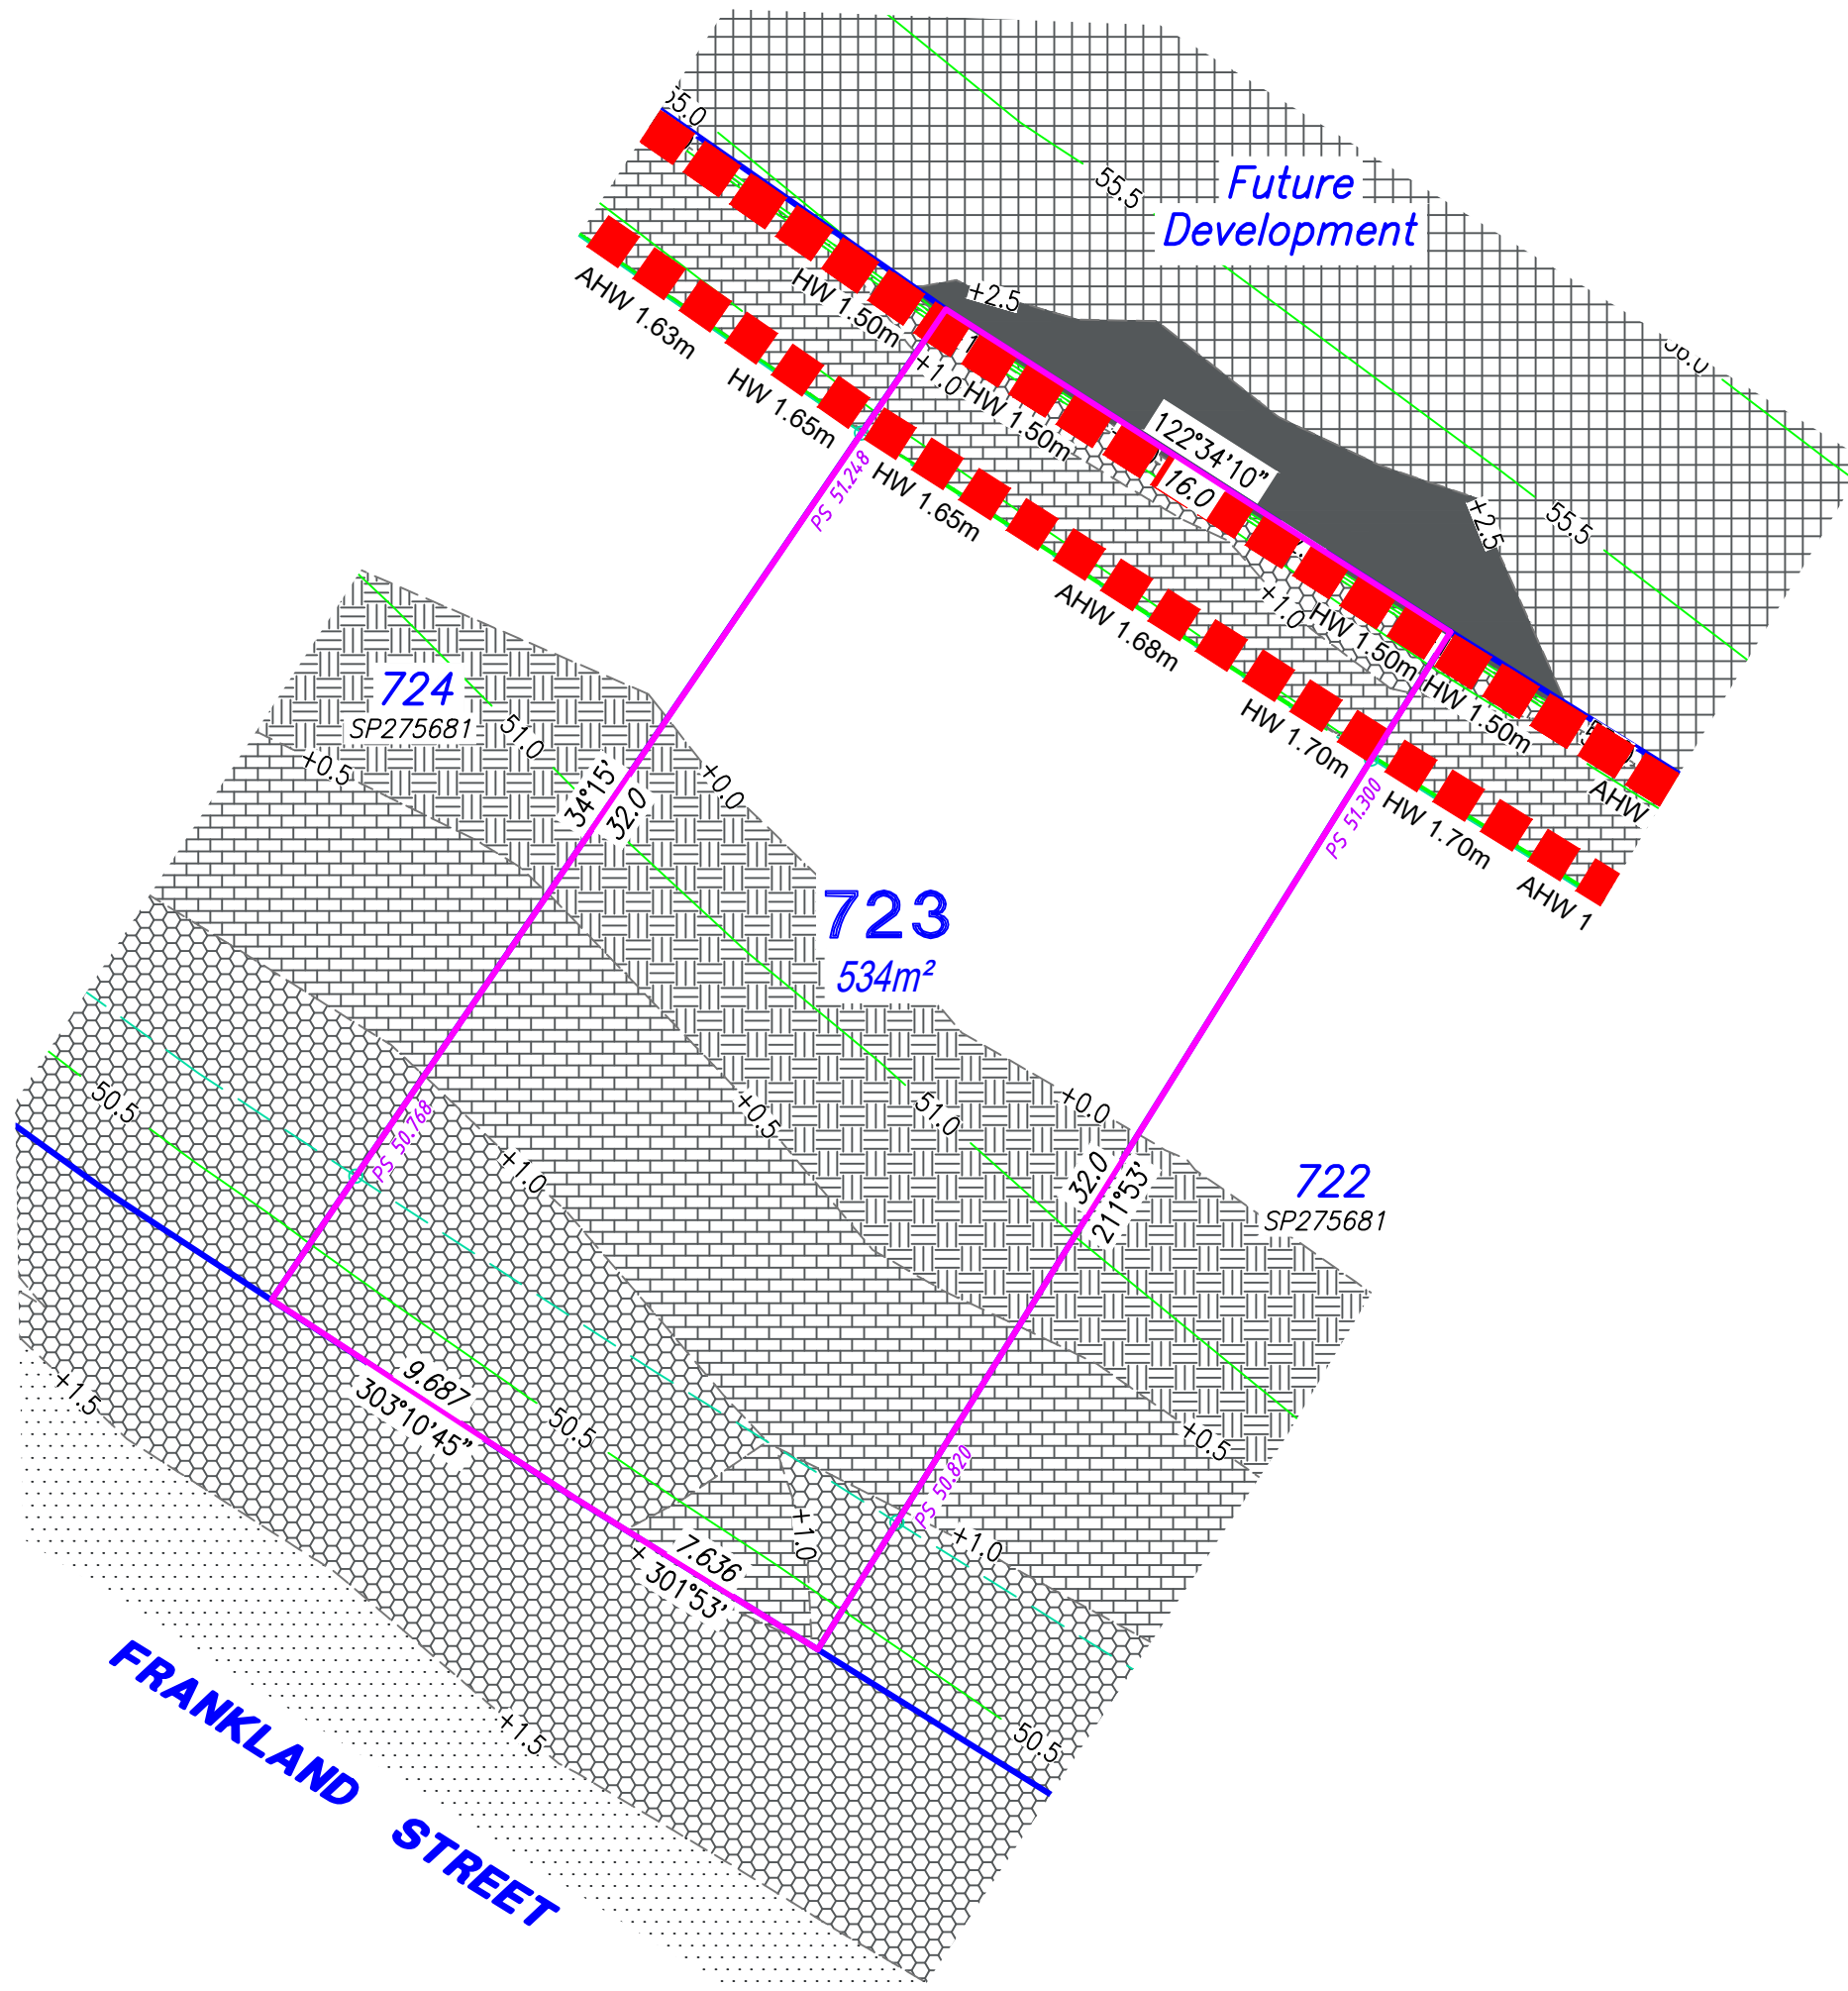 55.5
Future
Development
+2.5
HW 1.50m
AHW 1.63m
HW 1.65m
+1.0
HW 1.50m
122°34'10"
16.0
PS 51.248
HW 1.65m
+2.5
55.5
AHW 1.68m
+1.0
HW 1.50m
HW 1.50m
HW 1.70m
PS 51.300
HW 1.70m
AHW
AHW 1
724
SP275681
51.0
+0.5
34°15'
32.0
+0.0
723
534m²
50.5
PS 50.768
+1.0
+0.5
51.0
+0.0
32.0
211°53'
722
SP275681
+1.5
9.687
303°10'45"
50.5
+0.5
PS 50.820
+1.0
+1.0
7.636
301°53'
+1.5
50.5
FRANKLAND STREET